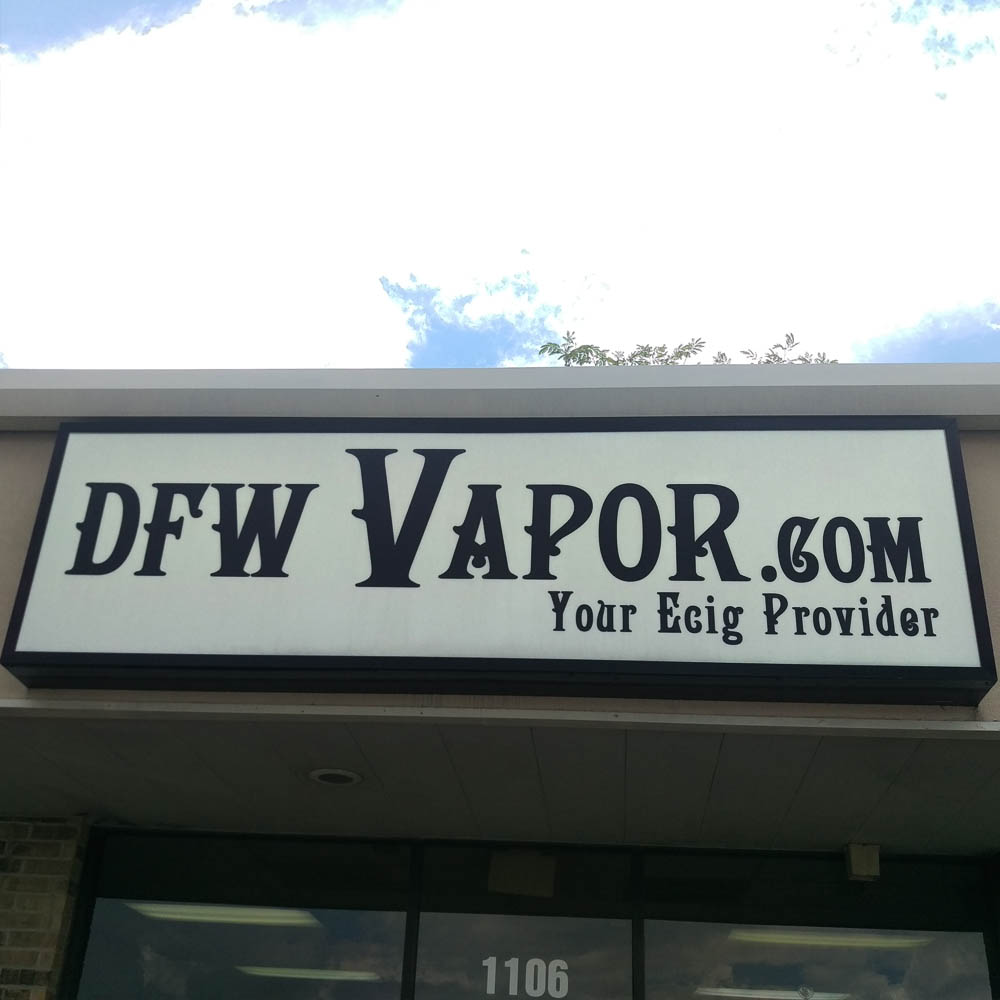 DFW VAPOR.COM
Your Ecig Provider
1106